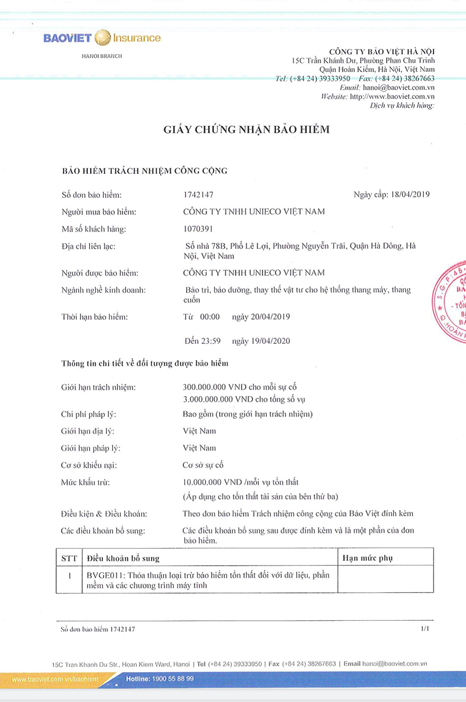 BAOVIET Insurance
HANOI BRANCH
CÔNG TY BẢO VIỆT HÀ NỘI
15C Trần Khánh Dư, Phường Phan Chu Trinh
Quận Hoàn Kiếm, Hà Nội, Việt Nam
Tel: (+84 24) 39333950 Fax: (+84 24) 38267663
Email: hanoi@baoviet.com.vn
Website: http://www.baoviet.com.vn
Dịch vụ khách hàng:
GIẤY CHỨNG NHẬN BẢO HIỂM
BẢO HIỂM TRÁCH NHIỆM CÔNG CỘNG
Số đơn bảo hiểm: 1742147 Ngày cấp: 18/04/2019
Người mua bảo hiểm: CÔNG TY TNHH UNIECO VIỆT NAM
Mã số khách hàng: 1070391
Địa chỉ liên lạc: Số nhà 78B, Phố Lê Lợi, Phường Nguyễn Trãi, Quận Hà Đông, Hà
Nội, Việt Nam
Người được bảo hiểm: CÔNG TY TNHH UNIECO VIỆT NAM
Ngành nghề kinh doanh: Bảo trì, bảo dưỡng, thay thế vật tư cho hệ thống thang máy, thang
cuốn
Thời hạn bảo hiểm: Từ 00:00 ngày 20/04/2019
Đến 23:59 ngày 19/04/2020
Thông tin chi tiết về đối tượng được bảo hiểm
Giới hạn trách nhiệm: 300.000.000 VND cho mỗi sự cố
3.000.000.000 VND cho tổng số vụ
Chi phí pháp lý: Bao gồm (trong giới hạn trách nhiệm)
Giới hạn địa lý: Việt Nam
Giới hạn pháp lý: Việt Nam
Cơ sở khiếu nại: Cơ sở sự cố
Mức khấu trừ: 10.000.000 VND /mỗi vụ tổn thất
(Áp dụng cho tổn thất tài sản của bên thứ ba)
Điều kiện & Điều khoản: Theo đơn bảo hiểm Trách nhiệm công cộng của Bảo Việt đính kèm
Các điều khoản bổ sung: Các điều khoản bổ sung sau được đính kèm và là một phần của đơn
bảo hiểm.
STT Điều khoản bổ sung Hạn mức phụ
1 BVGE011: Thỏa thuận loại trừ bảo hiểm tổn thất đối với dữ liệu, phần
mềm và các chương trình máy tính
Số đơn bảo hiểm 1742147 1/1
15C Tran Khanh Du Str., Hoan Kiem Ward, Hanoi | Tel (+84 24) 39333950 | Fax (+84 24) 38267663 | Email hanoi@baoviet.com.vn
www.baoviet.com.vn/baohiem Hotline: 1900 55 88 99